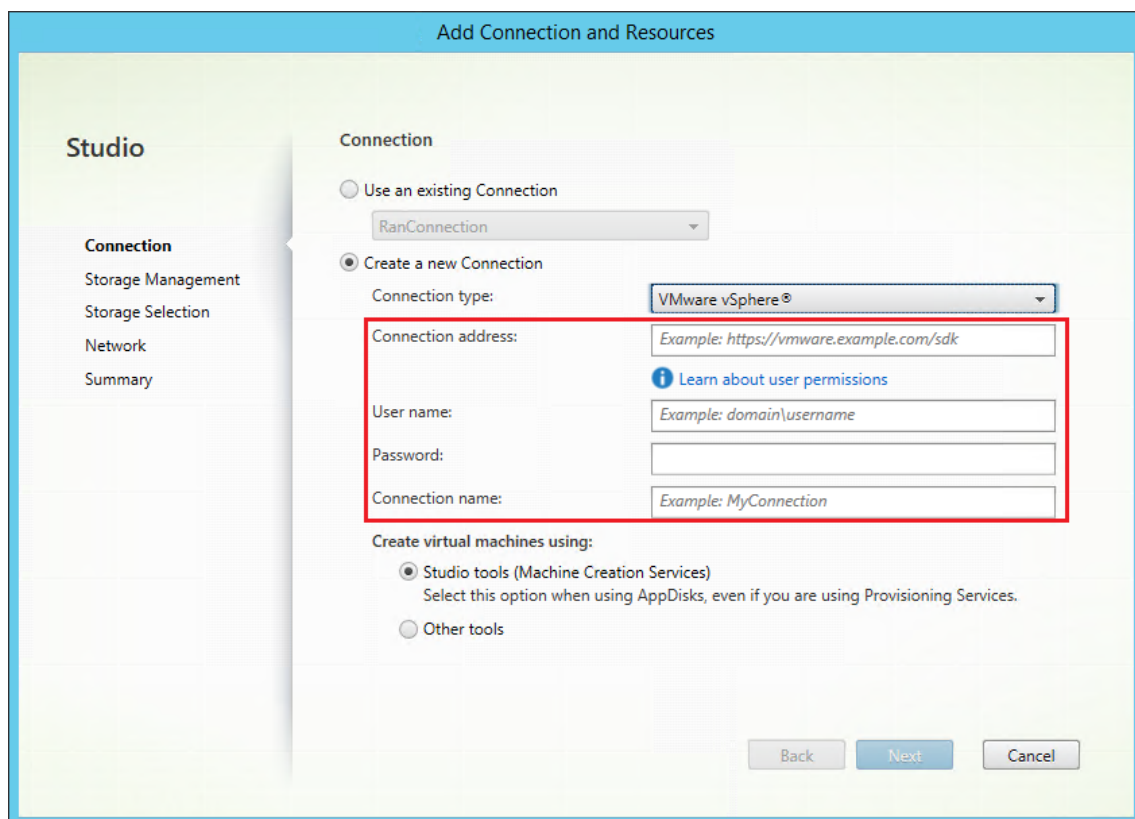 Add Connection and Resources
Studio
Connection
Storage Management
Storage Selection
Network
Summary
Connection
Use an existing Connection
RanConnection
Create a new Connection
Connection type:
VMware vSphere®
Connection address:
Example: https://vmware.example.com/sdk
Learn about user permissions
User name:
Example: domain\username
Password:
Connection name:
Example: MyConnection
Create virtual machines using:
Studio tools (Machine Creation Services)
Select this option when using AppDisks, even if you are using Provisioning Services.
Other tools
Back
Next
Cancel